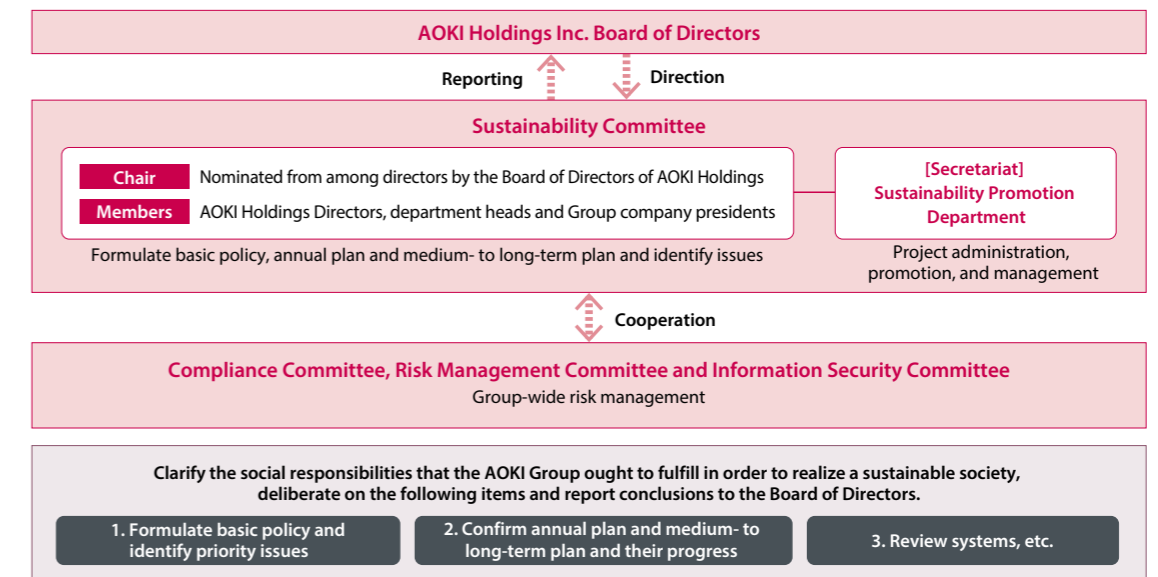 AOKI Holdings Inc. Board of Directors
Reporting
Direction
Sustainability Committee
Chair
Nominated from among directors by the Board of Directors of AOKI Holdings
Members
AOKI Holdings Directors, department heads and Group company presidents
Formulate basic policy, annual plan and medium- to long-term plan and identify issues
[Secretariat]
Sustainability Promotion
Department
Project administration,
promotion, and management
Cooperation
Compliance Committee, Risk Management Committee and Information Security Committee
Group-wide risk management
Clarify the social responsibilities that the AOKI Group ought to fulfill in order to realize a sustainable society,
deliberate on the following items and report conclusions to the Board of Directors.
1. Formulate basic policy and
identify priority issues
2. Confirm annual plan and medium- to
long-term plan and their progress
3. Review systems, etc.